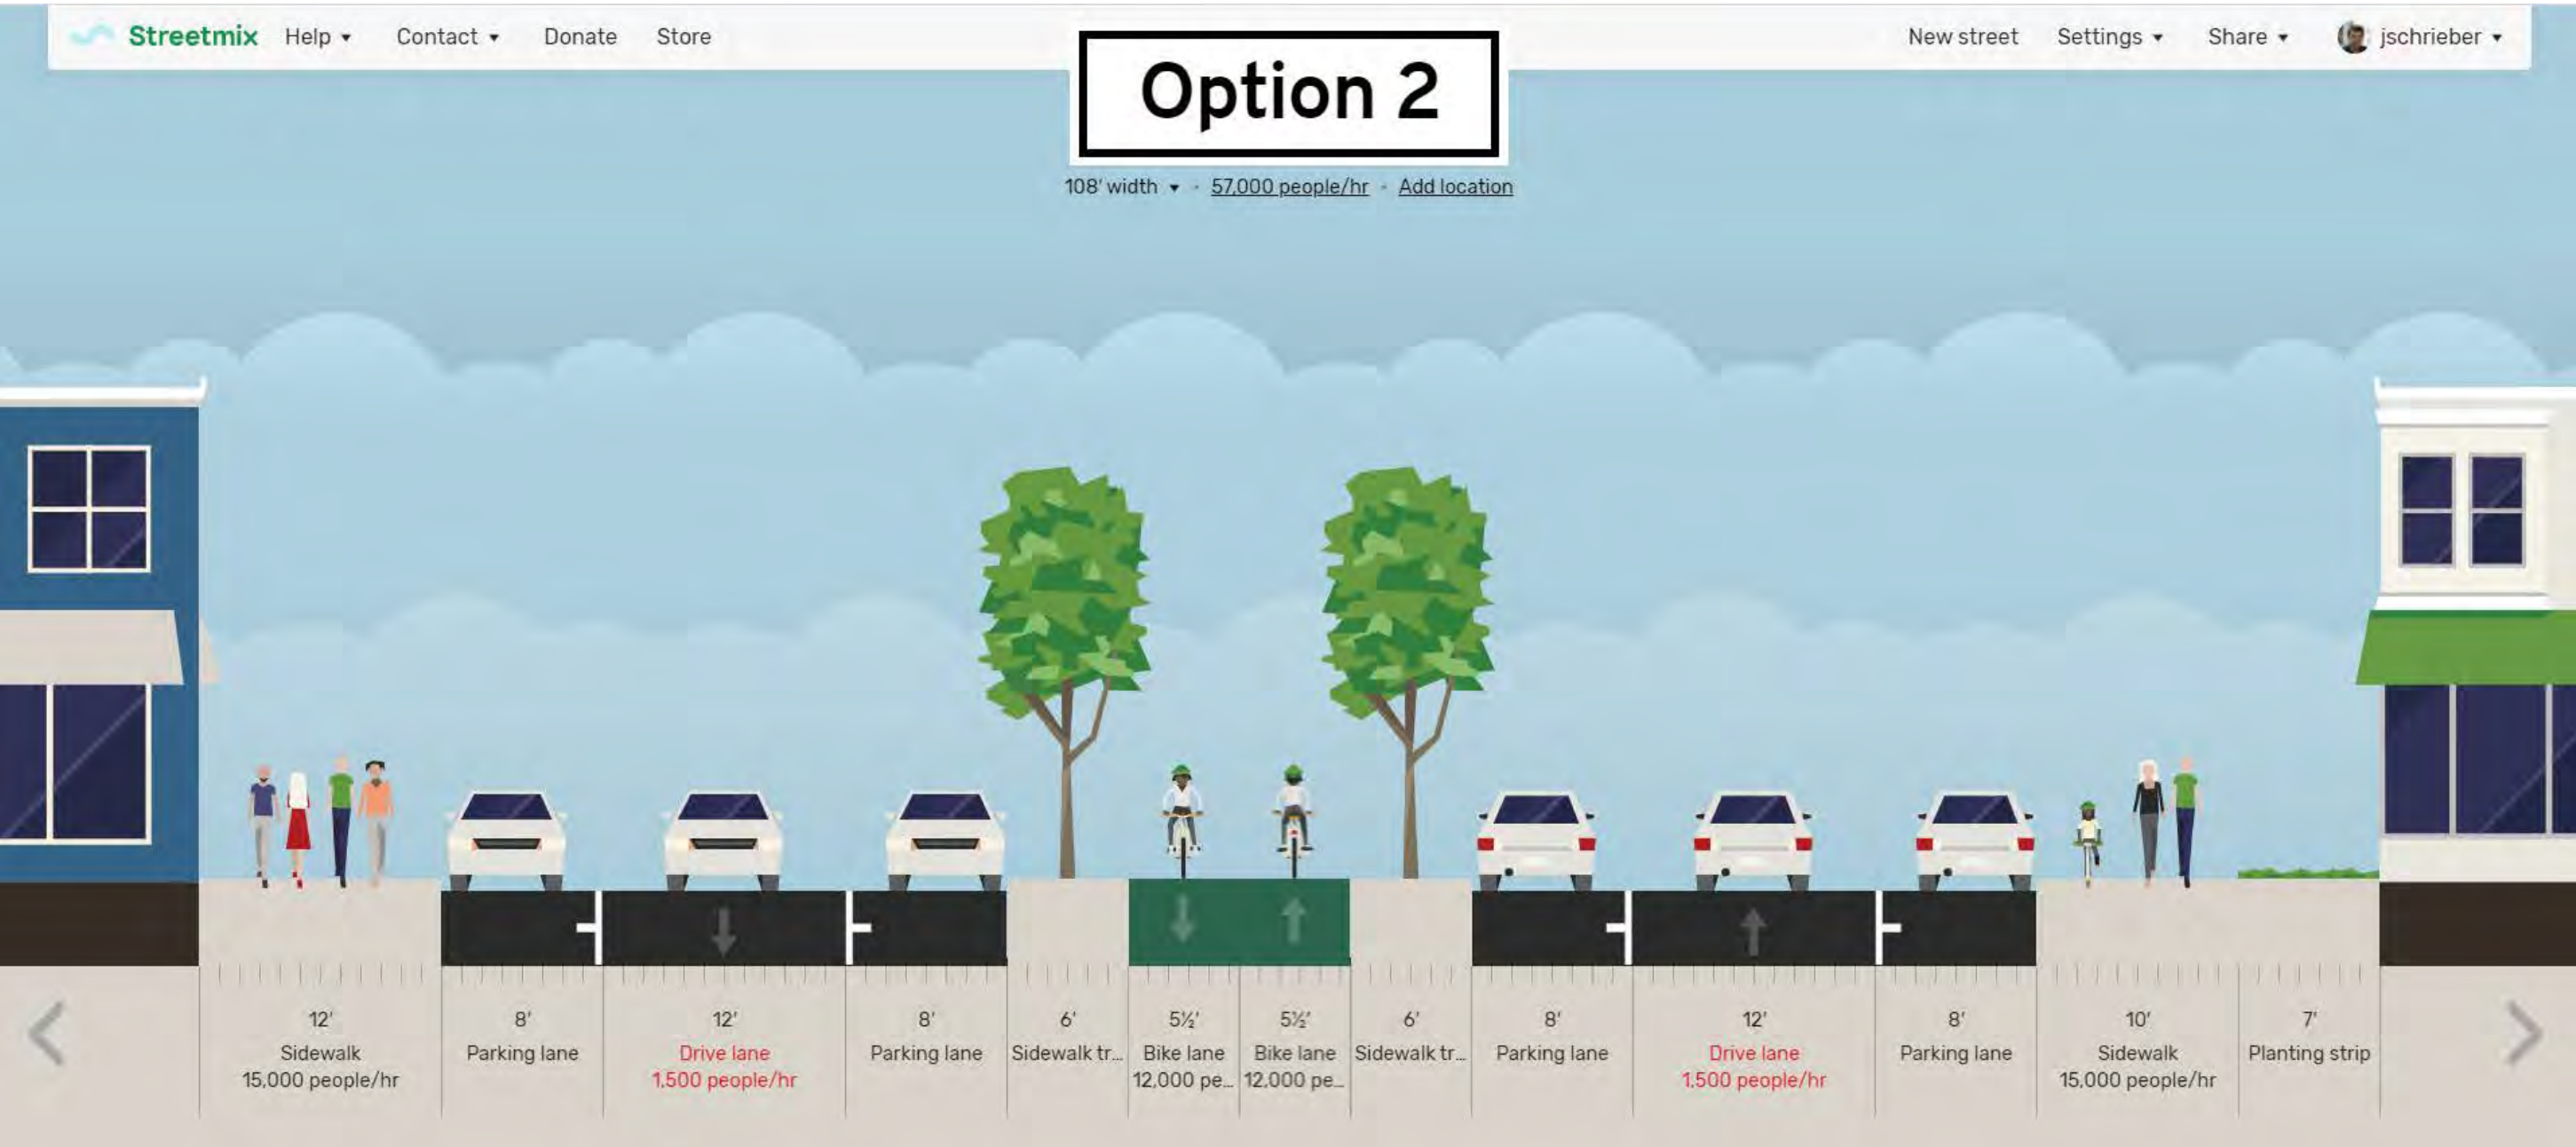 Streetmix Help Contact Donate Store New street Settings Share jschrieber
Option 2
108' width · 57,000 people/hr · Add location
12' 8' 12' 8' 6' 5½' 5½' 6' 8' 12' 8' 10' 7'
Sidewalk Parking lane Drive lane Parking lane Sidewalk tr... Bike lane Bike lane Sidewalk tr... Parking lane Drive lane Parking lane Sidewalk Planting strip
15,000 people/hr 1,500 people/hr 12,000 pe... 12,000 pe... 1,500 people/hr 15,000 people/hr